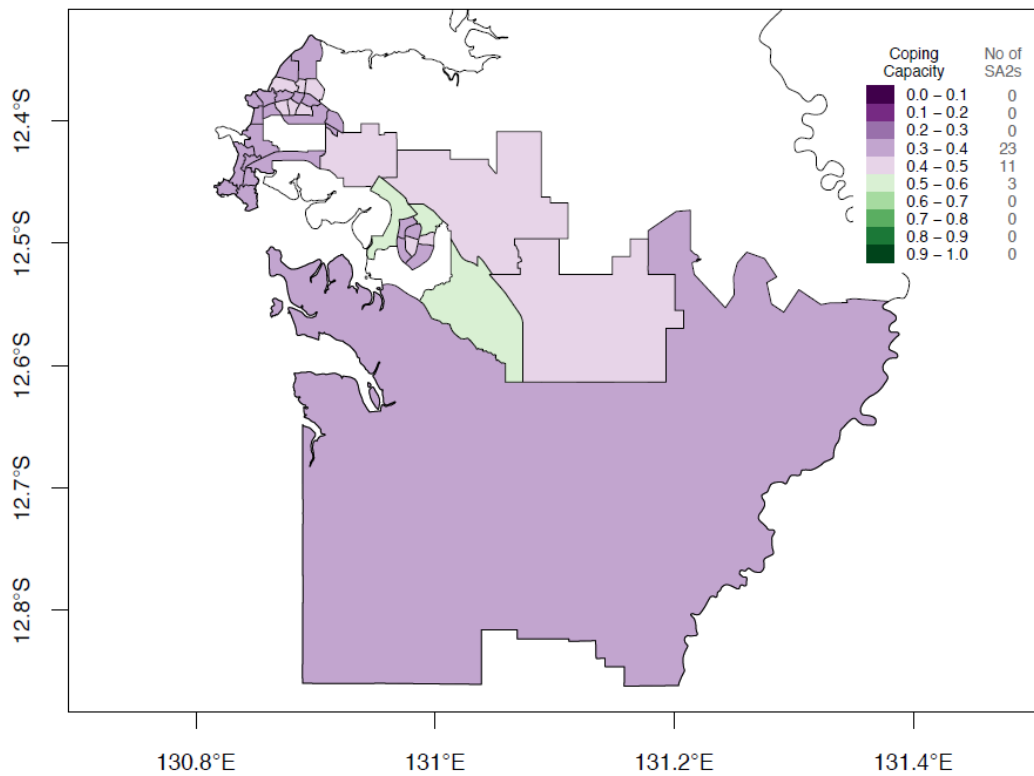 Coping Capacity No of SA2s
0.0 – 0.1 0
0.1 – 0.2 0
0.2 – 0.3 0
0.3 – 0.4 23
0.4 – 0.5 11
0.5 – 0.6 3
0.6 – 0.7 0
0.7 – 0.8 0
0.8 – 0.9 0
0.9 – 1.0 0
12.4°S
12.5°S
12.6°S
12.7°S
12.8°S
130.8°E 131°E 131.2°E 131.4°E